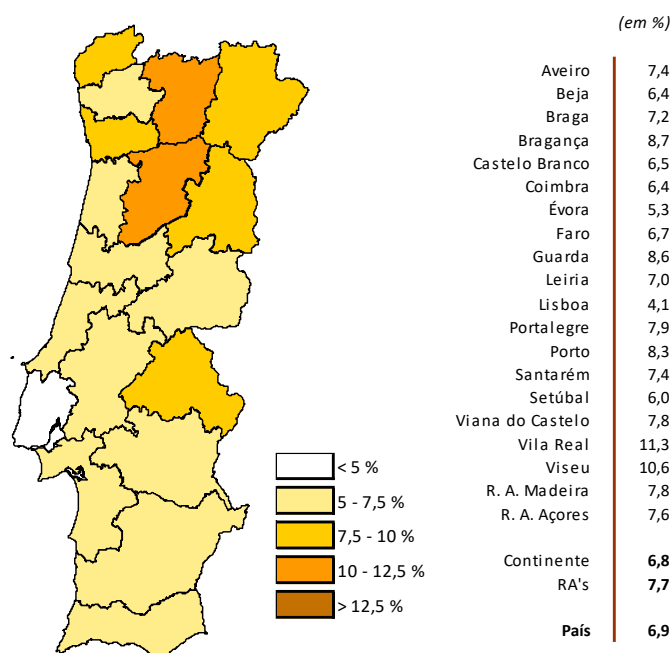 (em %)
Aveiro 7,4
Beja 6,4
Braga 7,2
Bragança 8,7
Castelo Branco 6,5
Coimbra 6,4
Évora 5,3
Faro 6,7
Guarda 8,6
Leiria 7,0
Lisboa 4,1
Portalegre 7,9
Porto 8,3
Santarém 7,4
Setúbal 6,0
Viana do Castelo 7,8
Vila Real 11,3
Viseu 10,6
R. A. Madeira 7,8
R. A. Açores 7,6
Continente 6,8
RA's 7,7
País 6,9
< 5 %
5 - 7,5 %
7,5 - 10 %
10 - 12,5 %
> 12,5 %